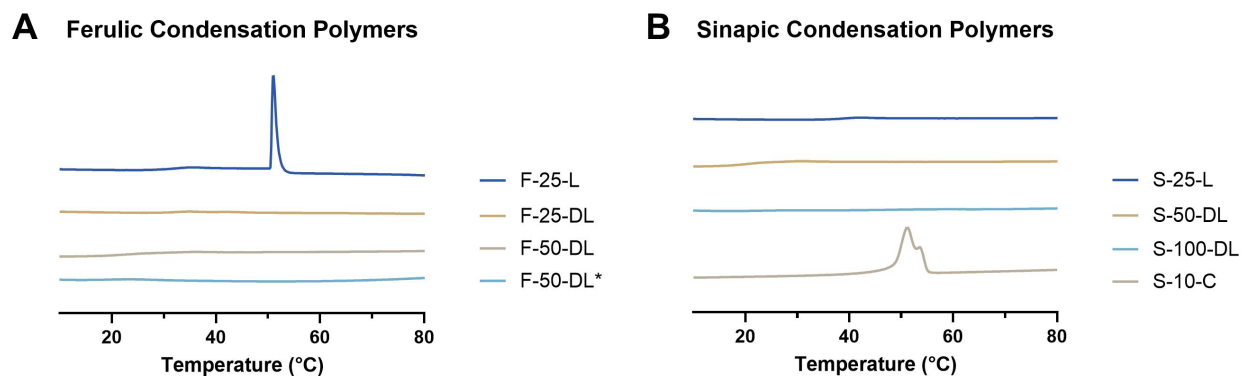 A Ferulic Condensation Polymers
F-25-L
F-25-DL
F-50-DL
F-50-DL*
20 40 60 80
Temperature (°C)
B Sinapic Condensation Polymers
S-25-L
S-50-DL
S-100-DL
S-10-C
20 40 60 80
Temperature (°C)